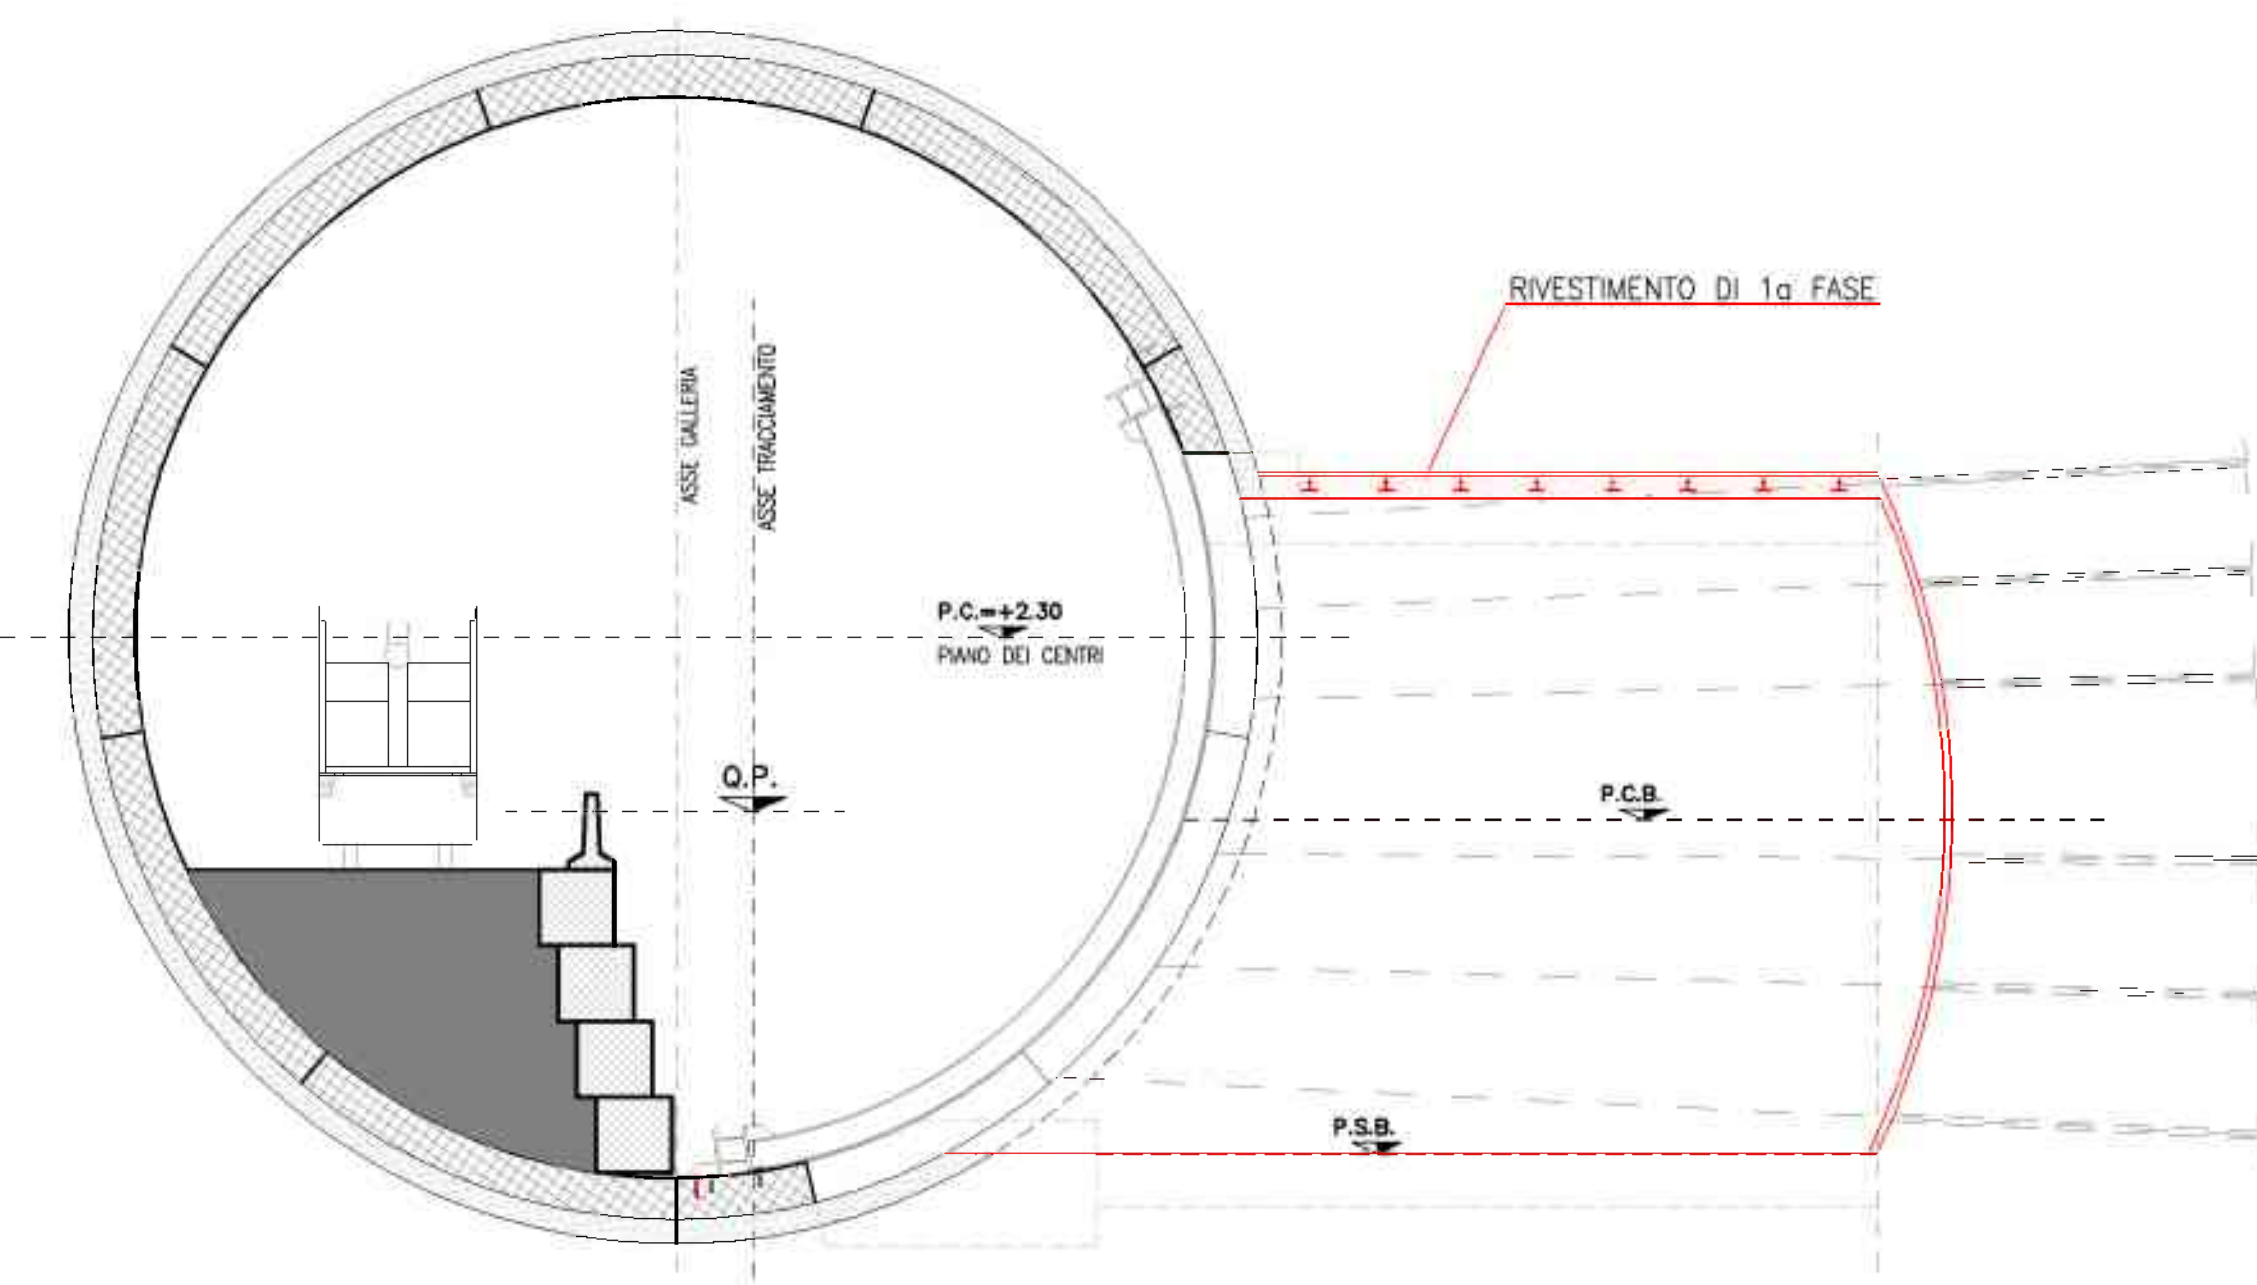 RIVESTIMENTO DI 1a FASE
ASSE GALLERIA
ASSE TRACCIAMENTO
P.C.=+2.30
PIANO DEI CENTRI
Q.P.
P.C.B.
P.S.B.